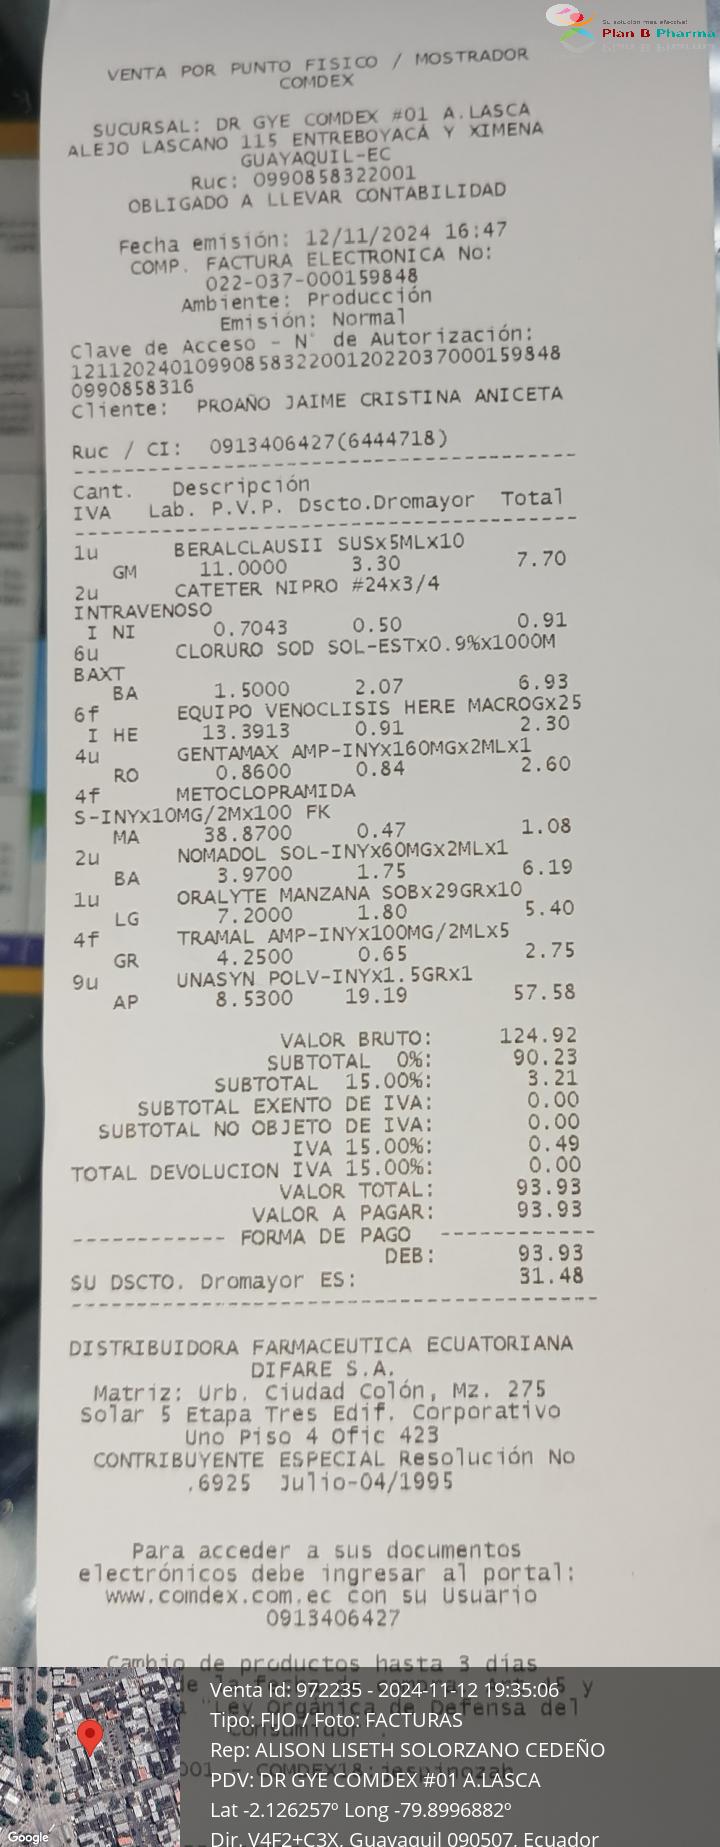 Su solución más efectiva!
Plan B Pharma
VENTA POR PUNTO FISICO / MOSTRADOR
COMDEX
SUCURSAL: DR GYE COMDEX #01 A.LASCA
ALEJO LASCANO 115 ENTREBOYACÁ Y XIMENA
GUAYAQUIL-EC
Ruc: 0990858322001
OBLIGADO A LLEVAR CONTABILIDAD
Fecha emisión: 12/11/2024 16:47
COMP. FACTURA ELECTRONICA No:
022-037-000159848
Ambiente: Producción
Emisión: Normal
Clave de Acceso - N° de Autorización:
121120240109908583220012022037000159848
0990858316
Cliente: PROAÑO JAIME CRISTINA ANICETA
Ruc / CI: 0913406427(6444718)
----------------------------------------
Cant. Descripción
IVA Lab. P.V.P. Dscto.Dromayor Total
----------------------------------------
1u BERALCLAUSII SUSx5MLx10
GM 11.0000 3.30 7.70
2u CATETER NIPRO #24x3/4
INTRAVENOSO
I NI 0.7043 0.50 0.91
6u CLORURO SOD SOL-ESTx0.9%x1000M
BAXT
BA 1.5000 2.07 6.93
6f EQUIPO VENOCLISIS HERE MACROGx25
I HE 13.3913 0.91 2.30
4u GENTAMAX AMP-INYx160MGx2MLx1
RO 0.8600 0.84 2.60
4f METOCLOPRAMIDA
S-INYx10MG/2Mx100 FK
MA 38.8700 0.47 1.08
2u NOMADOL SOL-INYx60MGx2MLx1
BA 3.9700 1.75 6.19
1u ORALYTE MANZANA SOBx29GRx10
LG 7.2000 1.80 5.40
4f TRAMAL AMP-INYx100MG/2MLx5
GR 4.2500 0.65 2.75
9u UNASYN POLV-INYx1.5GRx1
AP 8.5300 19.19 57.58
VALOR BRUTO: 124.92
SUBTOTAL 0%: 90.23
SUBTOTAL 15.00%: 3.21
SUBTOTAL EXENTO DE IVA: 0.00
SUBTOTAL NO OBJETO DE IVA: 0.00
IVA 15.00%: 0.49
TOTAL DEVOLUCION IVA 15.00%: 0.00
VALOR TOTAL: 93.93
VALOR A PAGAR: 93.93
------------ FORMA DE PAGO ------------
DEB: 93.93
SU DSCTO. Dromayor ES: 31.48
----------------------------------------
DISTRIBUIDORA FARMACEUTICA ECUATORIANA
DIFARE S.A.
Matriz: Urb. Ciudad Colón, Mz. 275
Solar 5 Etapa Tres Edif. Corporativo
Uno Piso 4 Ofic 423
CONTRIBUYENTE ESPECIAL Resolución No
.6925 Julio-04/1995
Para acceder a sus documentos
electrónicos debe ingresar al portal:
www.comdex.com.ec con su Usuario
0913406427
Cambio de productos hasta 3 días
"Ley Orgánica de Defensa del
Venta Id: 972235 - 2024-11-12 19:35:06
Tipo: FIJO / Foto: FACTURAS
Rep: ALISON LISETH SOLORZANO CEDEÑO
PDV: DR GYE COMDEX #01 A.LASCA
Lat -2.126257º Long -79.8996882º
Dir. V4F2+C3X, Guayaquil 090507, Ecuador
Google